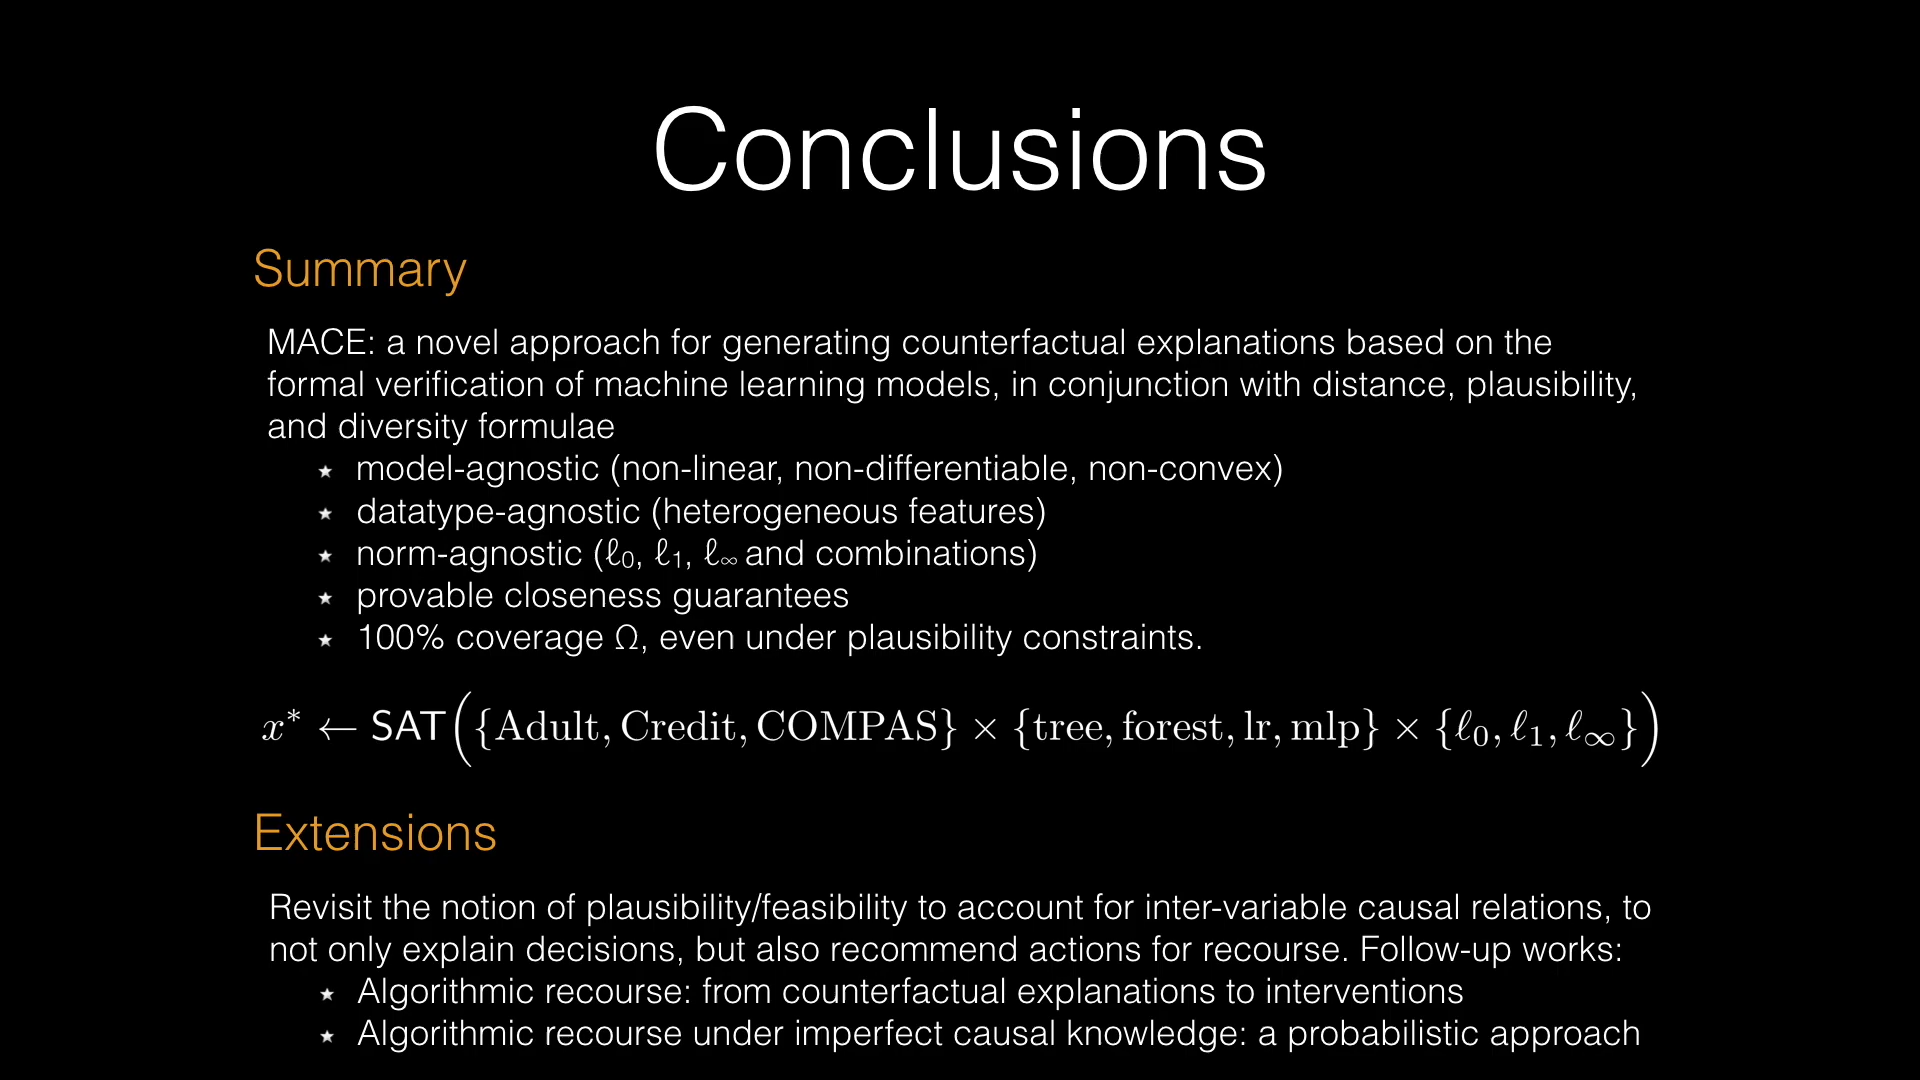 Conclusions
Summary
MACE: a novel approach for generating counterfactual explanations based on the
formal verification of machine learning models, in conjunction with distance, plausibility,
and diversity formulae
★ model-agnostic (non-linear, non-differentiable, non-convex)
★ datatype-agnostic (heterogeneous features)
★ norm-agnostic (ℓ₀, ℓ₁, ℓ∞ and combinations)
★ provable closeness guarantees
★ 100% coverage Ω, even under plausibility constraints.
x* ← SAT({Adult, Credit, COMPAS} × {tree, forest, lr, mlp} × {ℓ₀, ℓ₁, ℓ∞})
Extensions
Revisit the notion of plausibility/feasibility to account for inter-variable causal relations, to
not only explain decisions, but also recommend actions for recourse. Follow-up works:
★ Algorithmic recourse: from counterfactual explanations to interventions
★ Algorithmic recourse under imperfect causal knowledge: a probabilistic approach